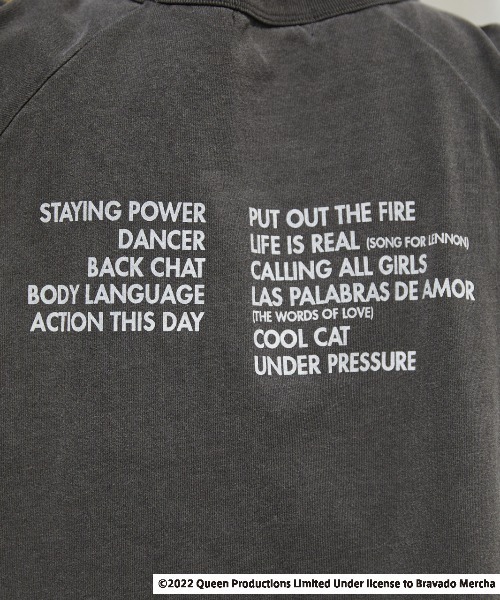 STAYING POWER
DANCER
BACK CHAT
BODY LANGUAGE
ACTION THIS DAY
PUT OUT THE FIRE
LIFE IS REAL (SONG FOR LENNON)
CALLING ALL GIRLS
LAS PALABRAS DE AMOR
(THE WORDS OF LOVE)
COOL CAT
UNDER PRESSURE
©2022 Queen Productions Limited Under license to Bravado Mercha